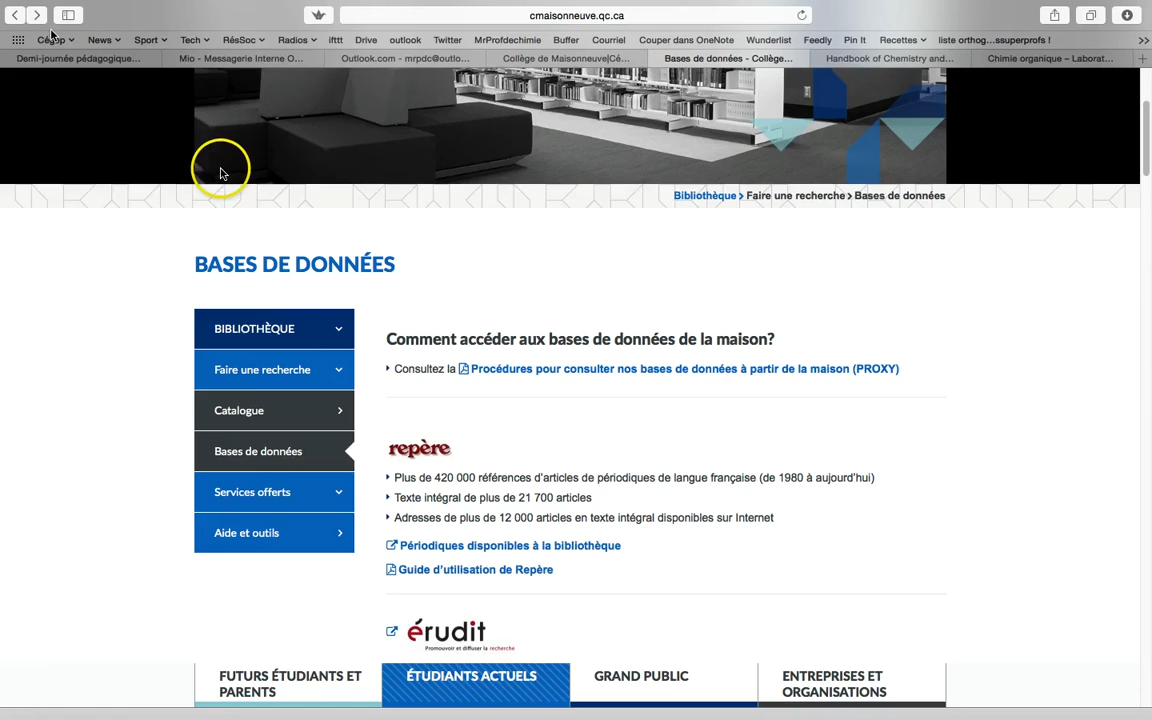 cmaisonneuve.qc.ca
Cégep News Sport Tech RésSoc Radios ifttt Drive outlook Twitter MrProfdechimie Buffer Courriel Couper dans OneNote Wunderlist Feedly Pin It Recettes liste orthog...ssuperprofs !
Demi-journée pédagogique... Mio - Messagerie Interne O... Outlook.com - mrpdc@outlo... Collège de Maisonneuve|Cé... Bases de données - Collège... Handbook of Chemistry and... Chimie organique – Laborat...
Bibliothèque > Faire une recherche > Bases de données
BASES DE DONNÉES
BIBLIOTHÈQUE
Faire une recherche
Catalogue
Bases de données
Services offerts
Aide et outils
Comment accéder aux bases de données de la maison?
Consultez la Procédures pour consulter nos bases de données à partir de la maison (PROXY)
repère
Plus de 420 000 références d'articles de périodiques de langue française (de 1980 à aujourd'hui)
Texte intégral de plus de 21 700 articles
Adresses de plus de 12 000 articles en texte intégral disponibles sur Internet
Périodiques disponibles à la bibliothèque
Guide d'utilisation de Repère
érudit
Promouvoir et diffuser la recherche
FUTURS ÉTUDIANTS ET PARENTS
ÉTUDIANTS ACTUELS
GRAND PUBLIC
ENTREPRISES ET ORGANISATIONS